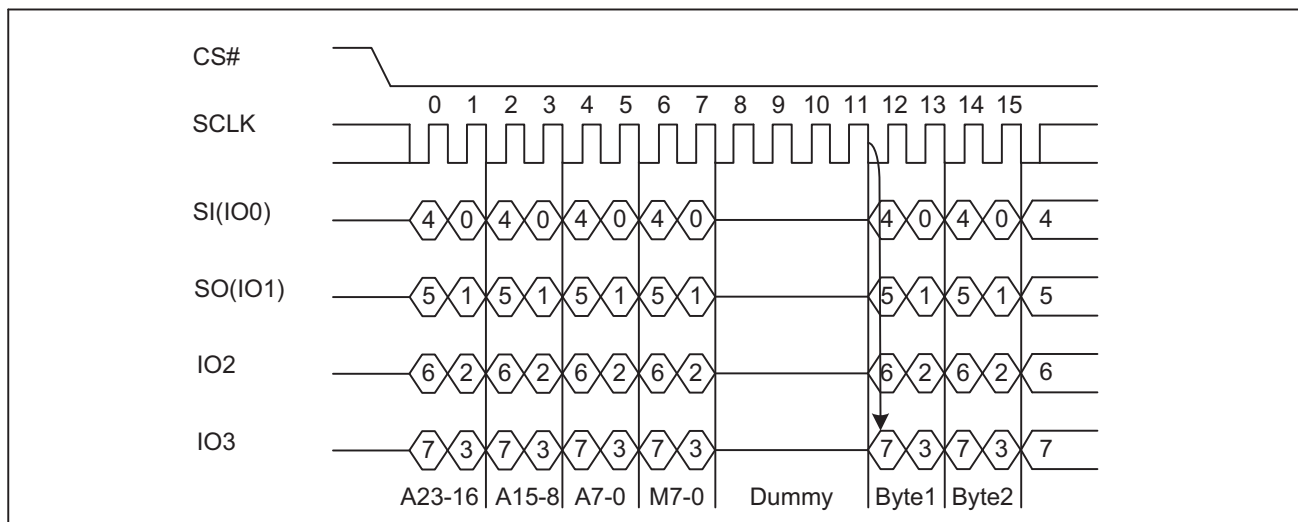 CS#
0 1 2 3 4 5 6 7 8 9 10 11 12 13 14 15
SCLK
SI(IO0) 4 0 4 0 4 0 4 0 4 0 4 0 4
SO(IO1) 5 1 5 1 5 1 5 1 5 1 5 1 5
IO2 6 2 6 2 6 2 6 2 6 2 6 2 6
IO3 7 3 7 3 7 3 7 3 7 3 7 3 7
A23-16 A15-8 A7-0 M7-0 Dummy Byte1 Byte2